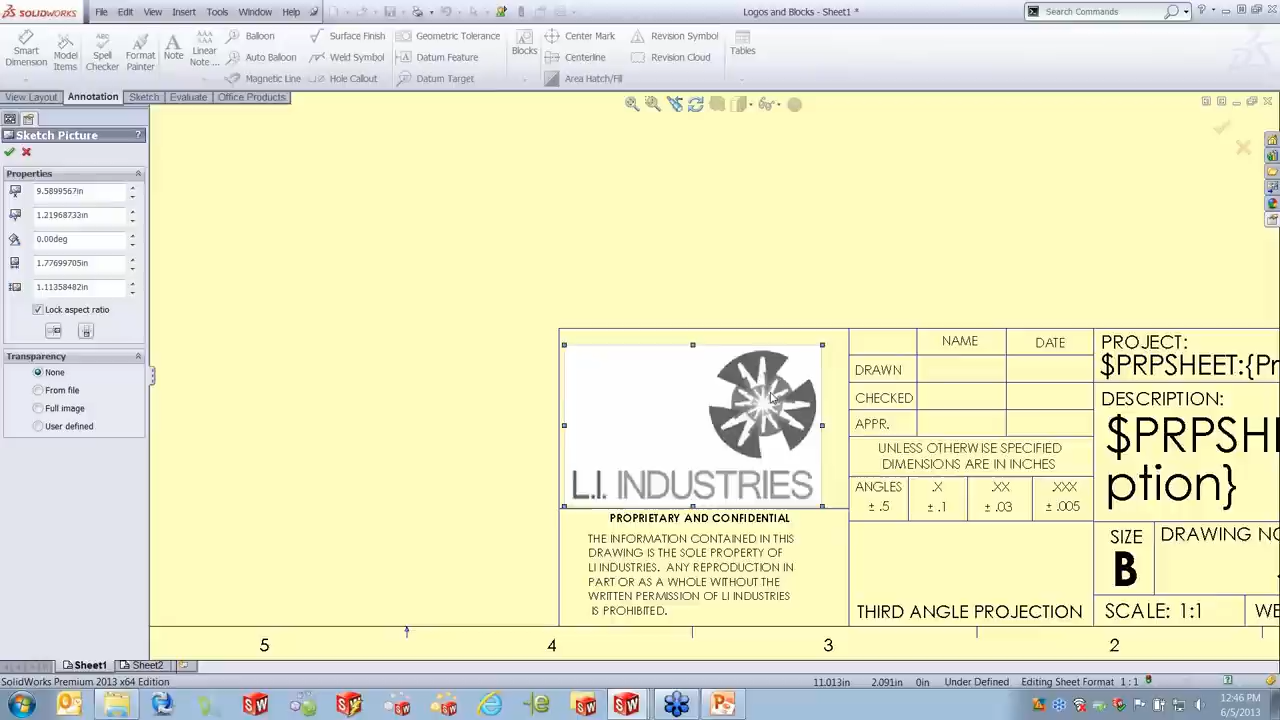 SOLIDWORKS File Edit View Insert Tools Window Help Logos and Blocks - Sheet1 * Search Commands
Smart Dimension
Model Items
Spell Checker
Format Painter
Note
Linear Note ...
Balloon
Auto Balloon
Magnetic Line
Surface Finish
Weld Symbol
Hole Callout
Geometric Tolerance
Datum Feature
Datum Target
Blocks
Center Mark
Centerline
Area Hatch/Fill
Revision Symbol
Revision Cloud
Tables
View Layout Annotation Sketch Evaluate Office Products
Sketch Picture ?
Properties
9.5899567in
1.21968733in
0.00deg
1.77699705in
1.11358482in
Lock aspect ratio
Transparency
None
From file
Full image
User defined
L.I. INDUSTRIES
PROPRIETARY AND CONFIDENTIAL
THE INFORMATION CONTAINED IN THIS
DRAWING IS THE SOLE PROPERTY OF
LI INDUSTRIES. ANY REPRODUCTION IN
PART OR AS A WHOLE WITHOUT THE
WRITTEN PERMISSION OF LI INDUSTRIES
IS PROHIBITED.
NAME DATE
DRAWN
CHECKED
APPR.
UNLESS OTHERWISE SPECIFIED
DIMENSIONS ARE IN INCHES
ANGLES .X .XX .XXX
± .5 ± .1 ± .03 ± .005
THIRD ANGLE PROJECTION
PROJECT:
$PRPSHEET:{Pr
DESCRIPTION:
$PRPSHE
ption}
SIZE
B
DRAWING NO
SCALE: 1:1
WE
5 4 3 2
Sheet1 Sheet2
SolidWorks Premium 2013 x64 Edition 11.013in 2.091in 0in Under Defined Editing Sheet Format 1 : 1
12:46 PM
6/5/2013